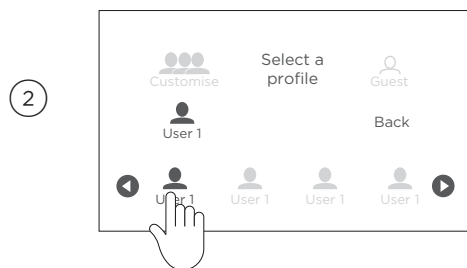 2
Select a
profile
Customise
Guest
User 1
Back
User 1 User 1 User 1 User 1